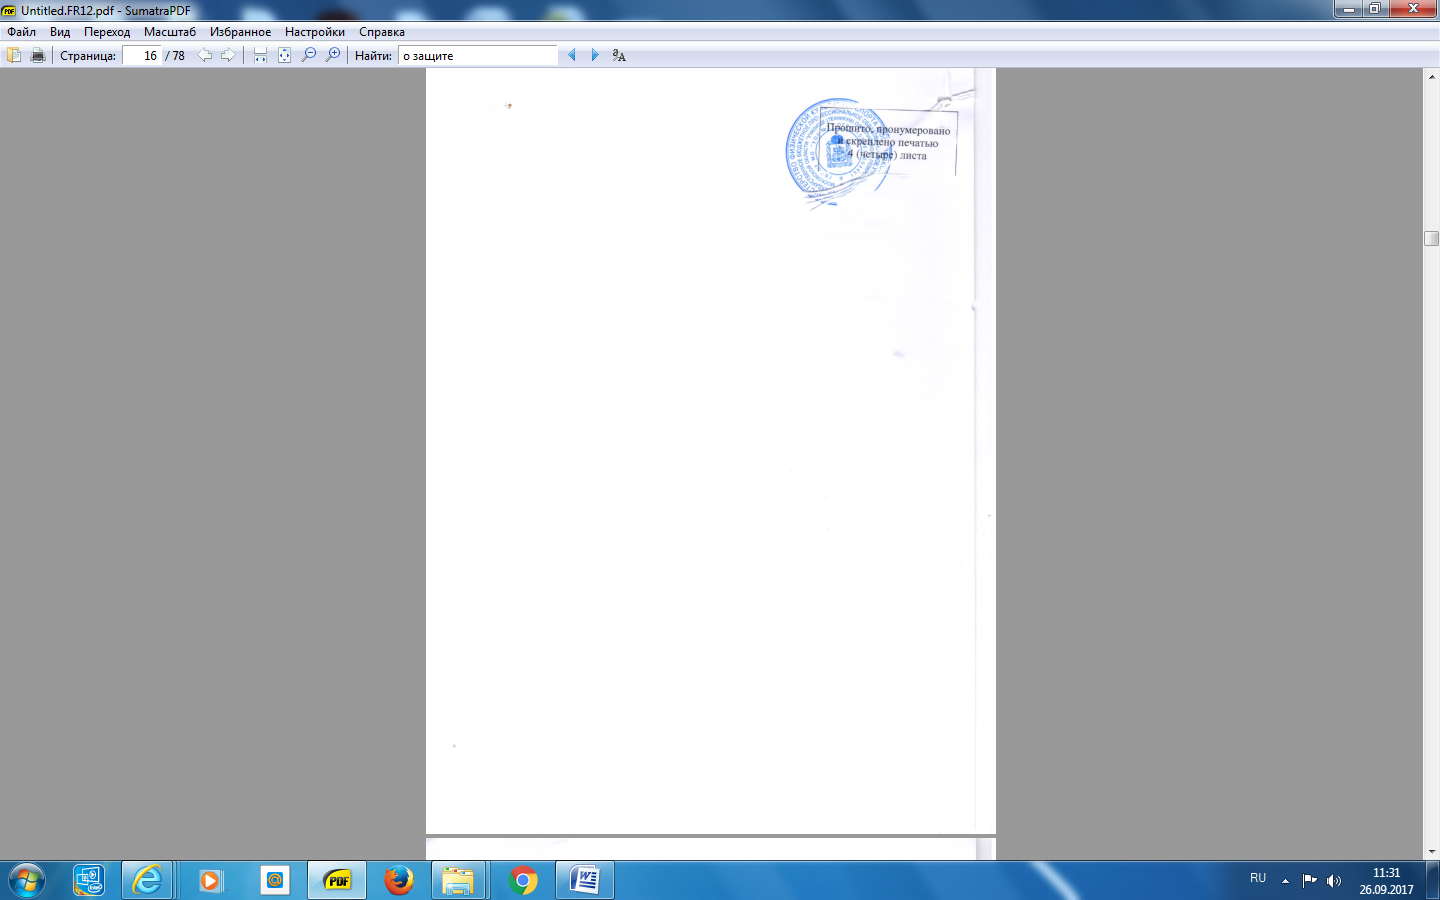 Untitled.FR12.pdf - SumatraPDF
Файл Вид Переход Масштаб Избранное Настройки Справка
Страница: 16 / 78 Найти: о защите
Прошито, пронумеровано
и скреплено печатью
4 (четыре) листа
RU
11:31
26.09.2017